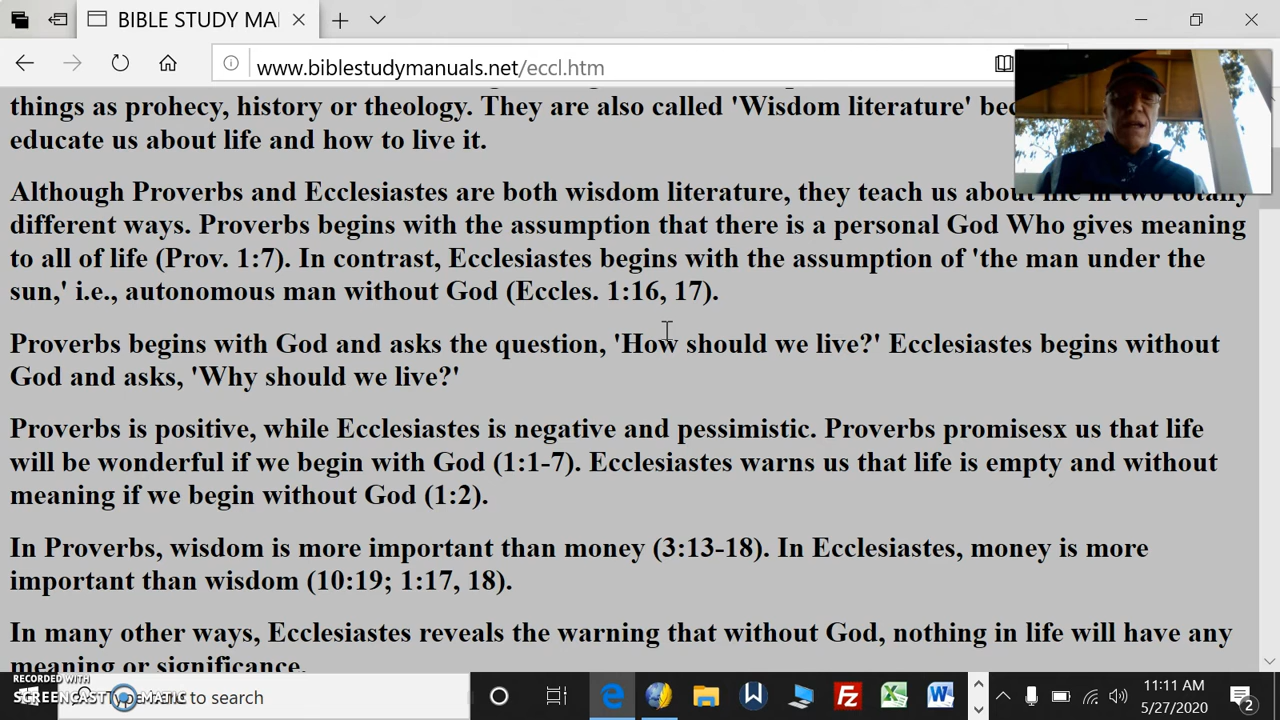 BIBLE STUDY MA
www.biblestudymanuals.net/eccl.htm
things as prohecy, history or theology. They are also called 'Wisdom literature'
educate us about life and how to live it.
Although Proverbs and Ecclesiastes are both wisdom literature, they teach us about life in two totally
different ways. Proverbs begins with the assumption that there is a personal God Who gives meaning
to all of life (Prov. 1:7). In contrast, Ecclesiastes begins with the assumption of 'the man under the
sun,' i.e., autonomous man without God (Eccles. 1:16, 17).
Proverbs begins with God and asks the question, 'How should we live?' Ecclesiastes begins without
God and asks, 'Why should we live?'
Proverbs is positive, while Ecclesiastes is negative and pessimistic. Proverbs promisesx us that life
will be wonderful if we begin with God (1:1-7). Ecclesiastes warns us that life is empty and without
meaning if we begin without God (1:2).
In Proverbs, wisdom is more important than money (3:13-18). In Ecclesiastes, money is more
important than wisdom (10:19; 1:17, 18).
In many other ways, Ecclesiastes reveals the warning that without God, nothing in life will have any
meaning or significance.
RECORDED WITH
SCREENCAST MATIC
to search
11:11 AM
5/27/2020
2